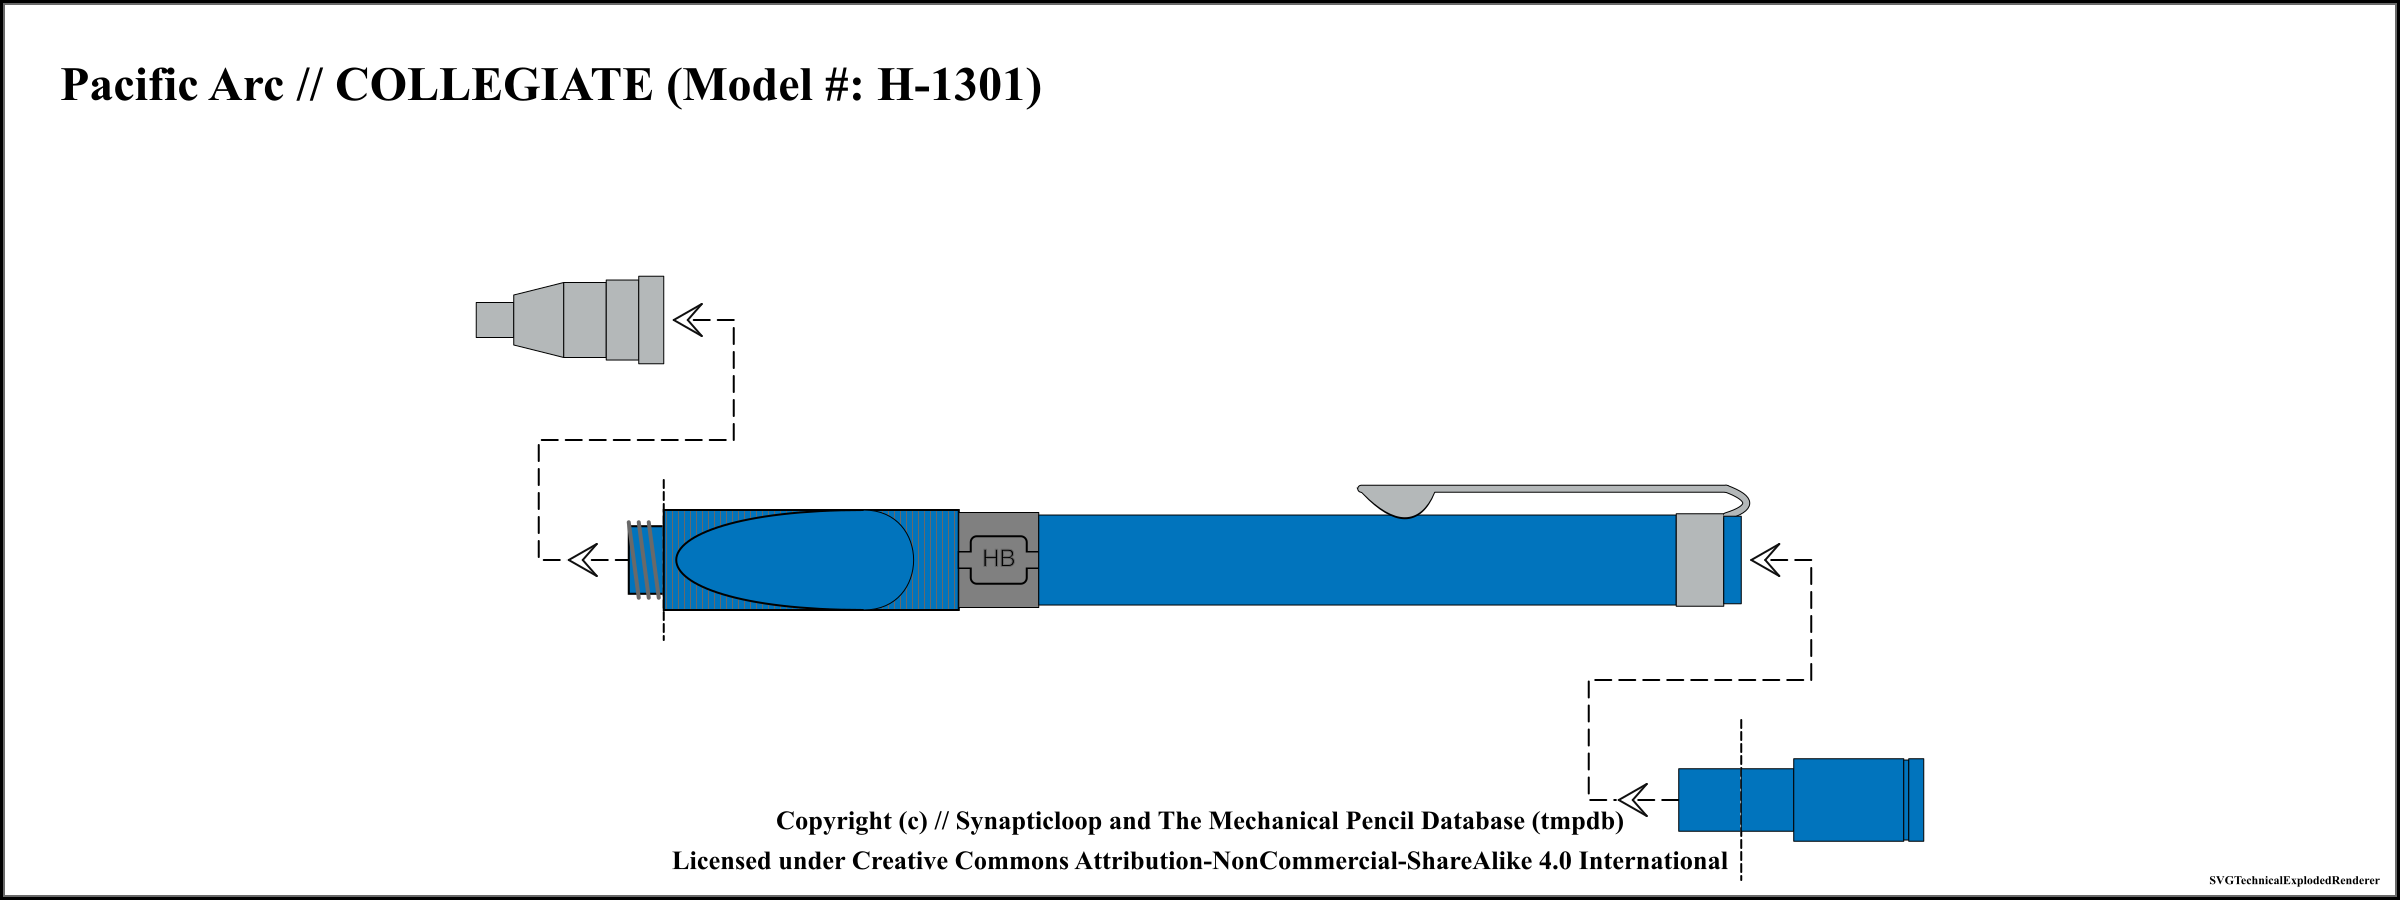 Pacific Arc // COLLEGIATE (Model #: H-1301)
HB
Copyright (c) // Synapticloop and The Mechanical Pencil Database (tmpdb)
Licensed under Creative Commons Attribution-NonCommercial-ShareAlike 4.0 International
SVGTechnicalExplodedRenderer